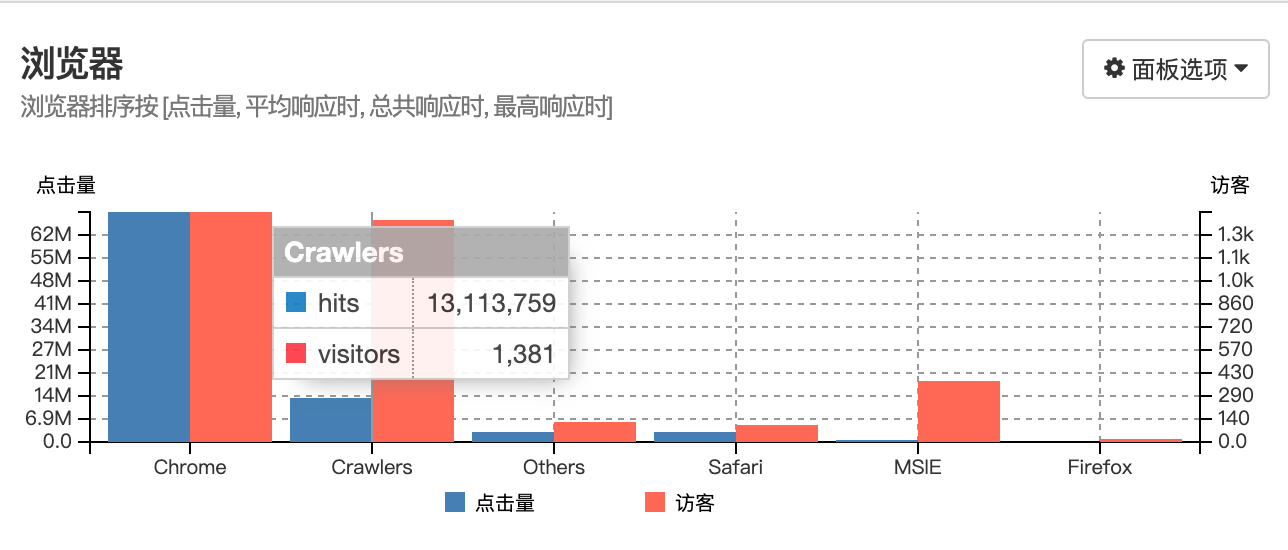 浏览器
面板选项
浏览器排序按 [点击量, 平均响应时, 总共响应时, 最高响应时]
点击量 访客
62M 1.3k
55M 1.1k
48M 1.0k
41M 860
34M 720
27M 570
21M 430
14M 290
6.9M 140
0.0 0.0
Crawlers
hits 13,113,759
visitors 1,381
Chrome Crawlers Others Safari MSIE Firefox
点击量 访客